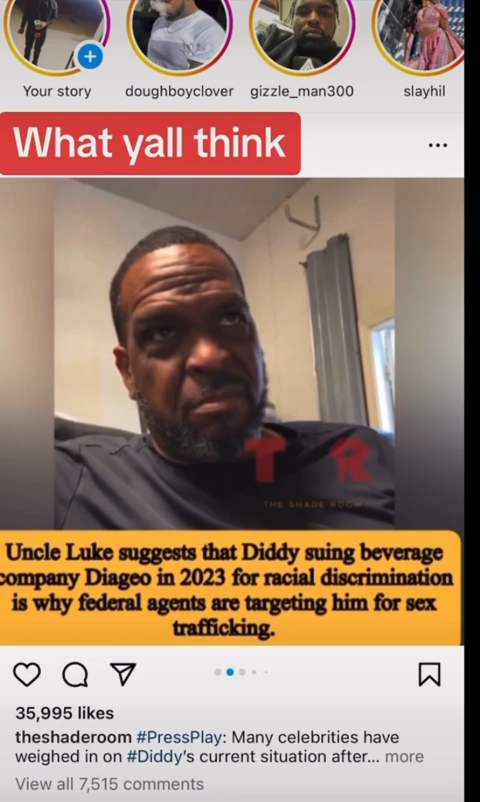 Your story
doughboyclover
gizzle_man300
slayhil
What yall think
T R
THE SHADE ROOM
Uncle Luke suggests that Diddy suing beverage
company Diageo in 2023 for racial discrimination
is why federal agents are targeting him for sex
trafficking.
35,995 likes
theshaderoom #PressPlay: Many celebrities have
weighed in on #Diddy's current situation after... more
View all 7,515 comments